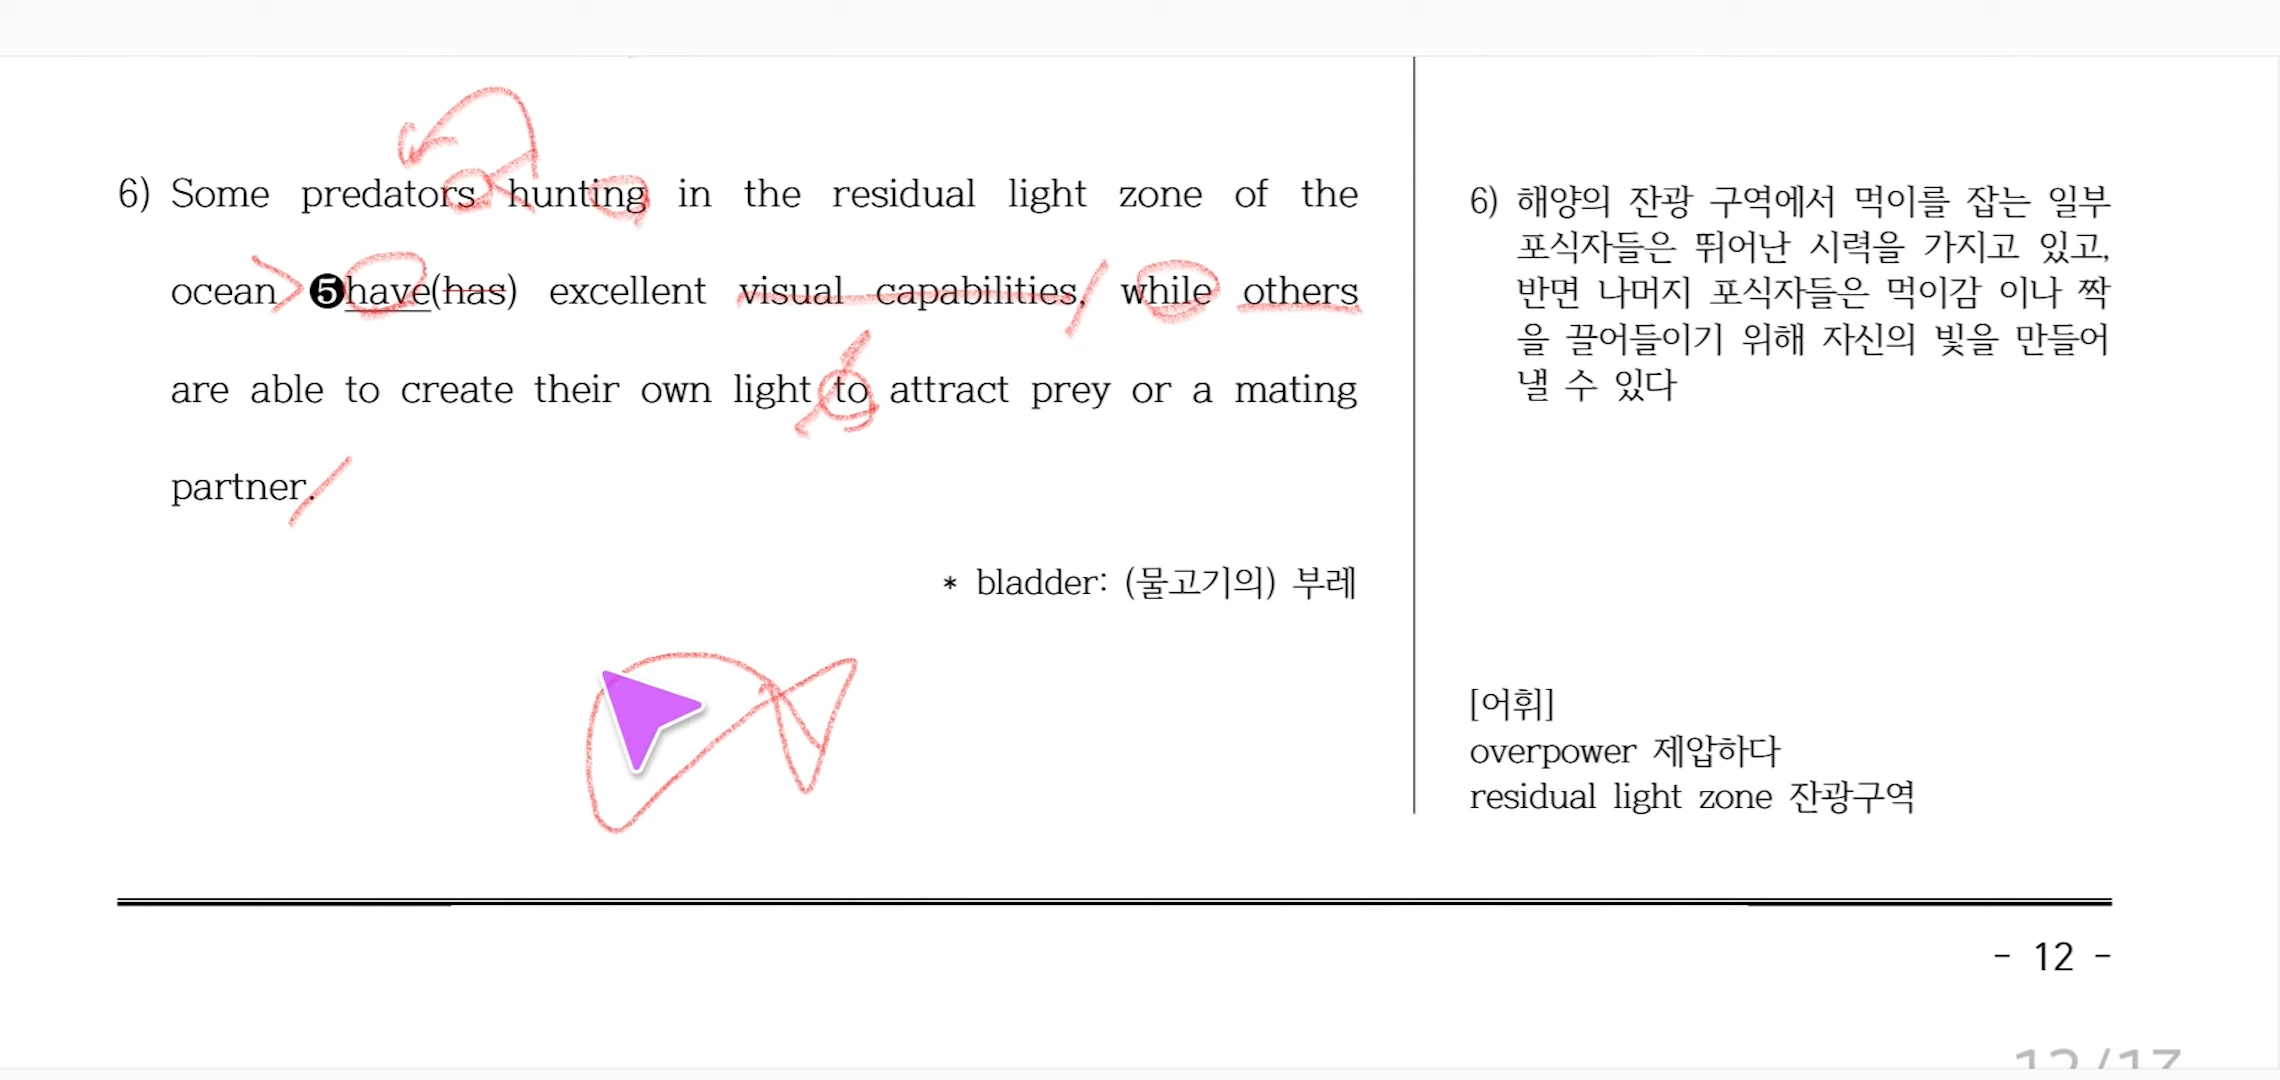 6) Some predators hunting in the residual light zone of the
ocean ❺have(has) excellent visual capabilities, while others
are able to create their own light to attract prey or a mating
partner.
* bladder: (물고기의) 부레
6) 해양의 잔광 구역에서 먹이를 잡는 일부
포식자들은 뛰어난 시력을 가지고 있고,
반면 나머지 포식자들은 먹이감 이나 짝
을 끌어들이기 위해 자신의 빛을 만들어
낼 수 있다
[어휘]
overpower 제압하다
residual light zone 잔광구역
- 12 -